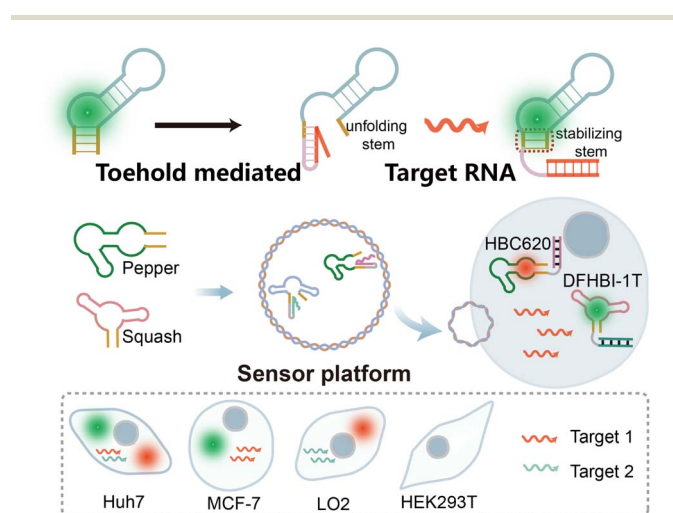 unfolding
stem
stabilizing
stem
Toehold mediated
Target RNA
Pepper
Squash
HBC620
DFHBI-1T
Sensor platform
Target 1
Target 2
Huh7
MCF-7
LO2
HEK293T